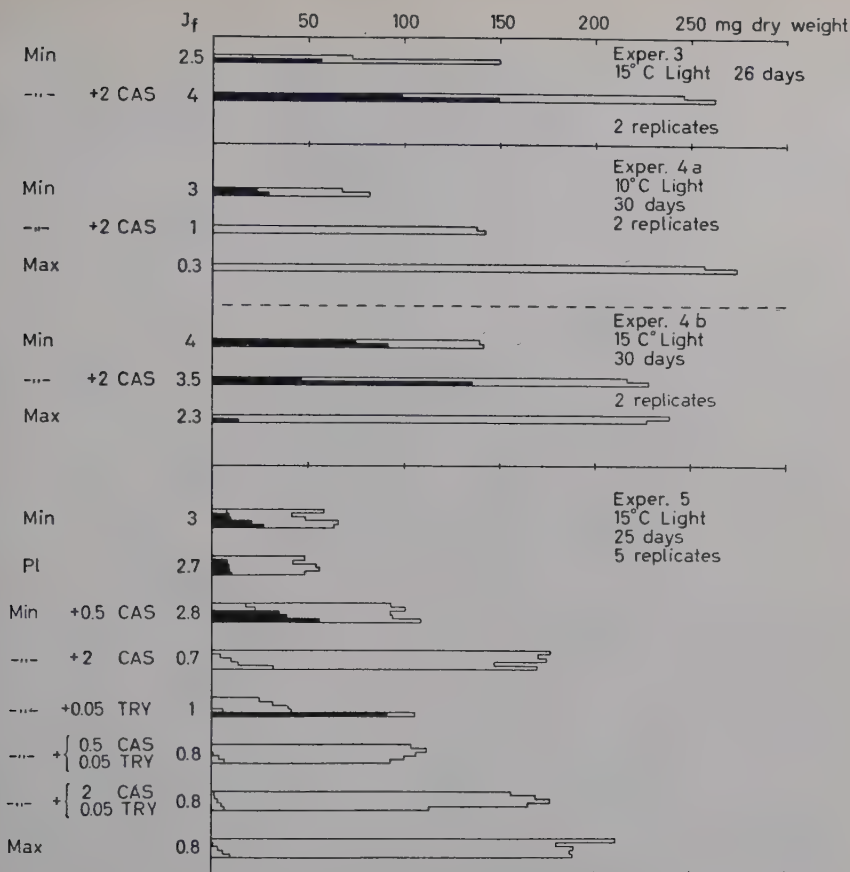 Jf 50 100 150 200 250 mg dry weight
Min 2.5 Exper. 3
15° C Light 26 days
-„- +2 CAS 4
2 replicates
Exper. 4 a
Min 3 10° C Light
30 days
-„- +2 CAS 1 2 replicates
Max 0.3
Exper. 4 b
Min 4 15 C° Light
30 days
-„- +2 CAS 3.5
2 replicates
Max 2.3
Exper. 5
Min 3 15° C Light
25 days
Pl 2.7 5 replicates
Min +0.5 CAS 2.8
-„- +2 CAS 0.7
-„- +0.05 TRY 1
-„- +{ 0.5 CAS 0.8
0.05 TRY
-„- +{ 2 CAS 0.8
0.05 TRY
Max 0.8